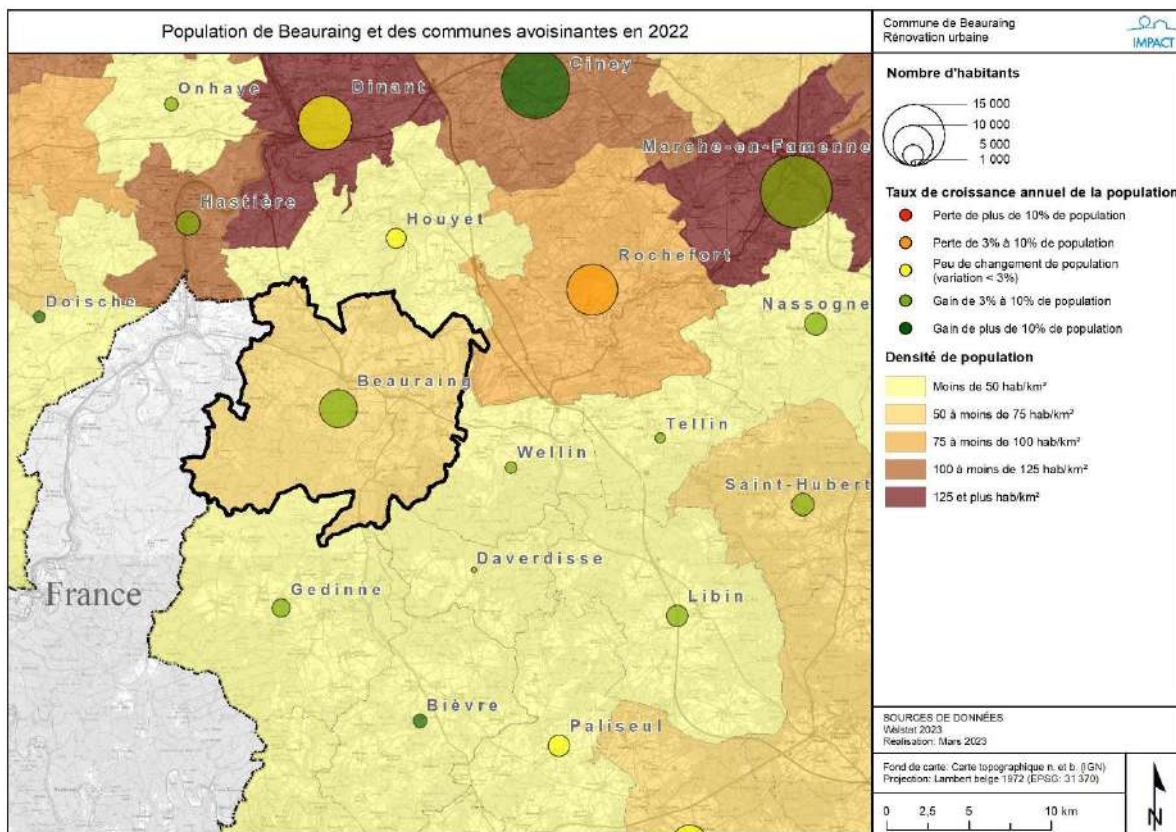 Population de Beauraing et des communes avoisinantes en 2022
Commune de Beauraing
Rénovation urbaine
IMPACT
Onhaye
Dinant
Ciney
Marche-en-Famenne
Hastière
Houyet
Rochefort
Doische
Nassogne
Beauraing
Tellin
Wellin
Saint-Hubert
Daverdisse
France
Gedinne
Libin
Bièvre
Paliseul
Nombre d'habitants
15 000
10 000
5 000
1 000
Taux de croissance annuel de la population
Perte de plus de 10% de population
Perte de 3% à 10% de population
Peu de changement de population
(variation < 3%)
Gain de 3% à 10% de population
Gain de plus de 10% de population
Densité de population
Moins de 50 hab/km²
50 à moins de 75 hab/km²
75 à moins de 100 hab/km²
100 à moins de 125 hab/km²
125 et plus hab/km²
SOURCES DE DONNÉES
Walstat 2023
Réalisation: Mars 2023
Fond de carte: Carte topographique n. et b. (IGN)
Projection: Lambert belge 1972 (EPSG: 31370)
0 2,5 5 10 km
N